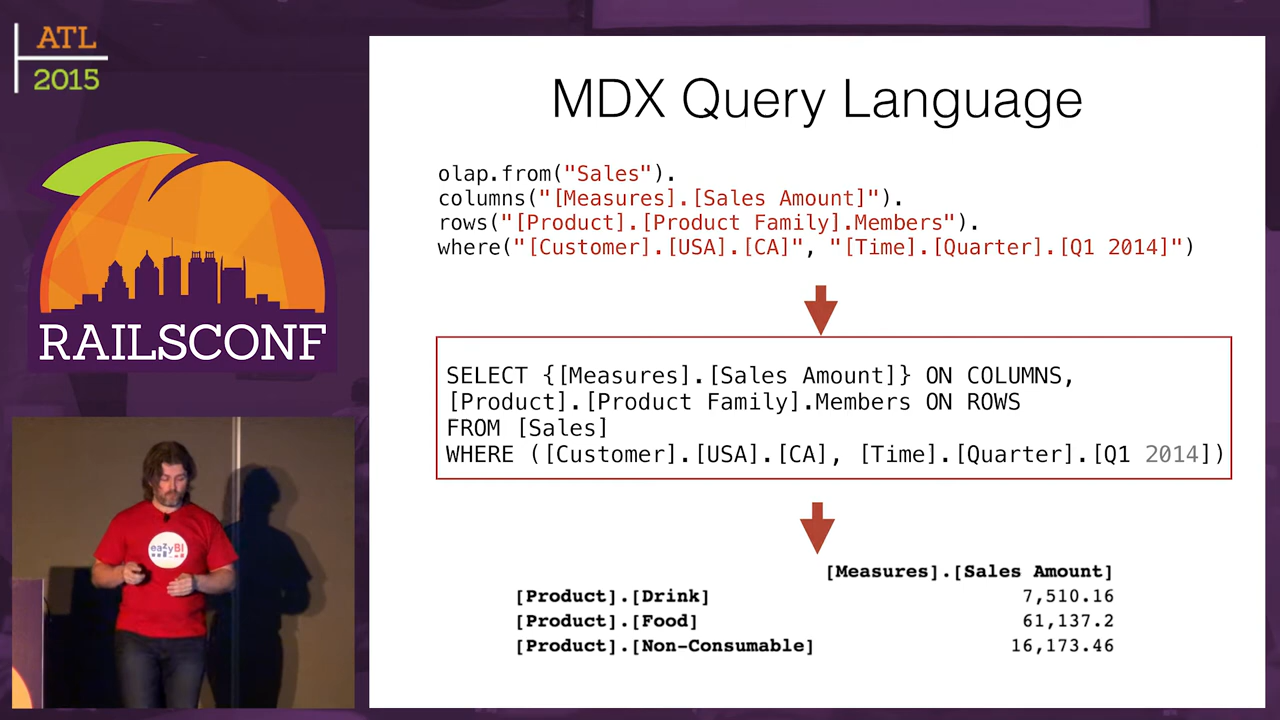 ATL
2015
RAILSCONF
eazyBI
MDX Query Language
olap.from("Sales").
columns("[Measures].[Sales Amount]").
rows("[Product].[Product Family].Members").
where("[Customer].[USA].[CA]", "[Time].[Quarter].[Q1 2014]")
SELECT {[Measures].[Sales Amount]} ON COLUMNS,
[Product].[Product Family].Members ON ROWS
FROM [Sales]
WHERE ([Customer].[USA].[CA], [Time].[Quarter].[Q1 2014])
[Measures].[Sales Amount]
[Product].[Drink] 7,510.16
[Product].[Food] 61,137.2
[Product].[Non-Consumable] 16,173.46